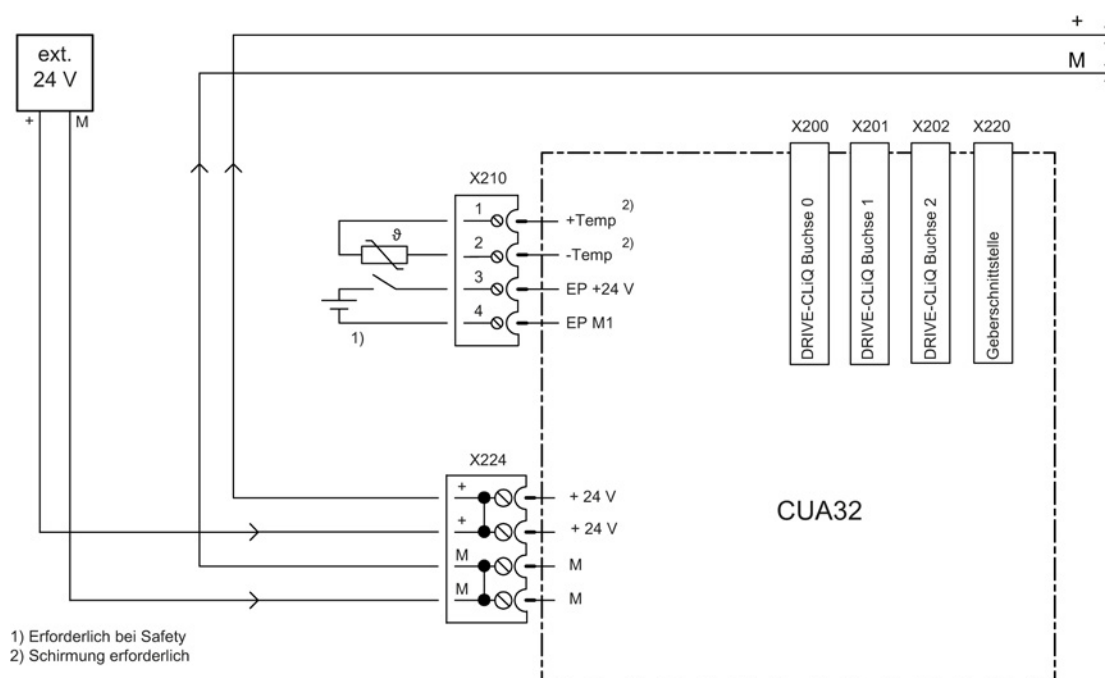 +
M
ext.
24 V
+ M
X200 X201 X202 X220
DRIVE-CLiQ Buchse 0
DRIVE-CLiQ Buchse 1
DRIVE-CLiQ Buchse 2
Geberschnittstelle
X210
1 +Temp 2)
ϑ
2 -Temp 2)
3 EP +24 V
4 EP M1
1)
X224
+ + 24 V
+ + 24 V
M M
M M
CUA32
1) Erforderlich bei Safety
2) Schirmung erforderlich